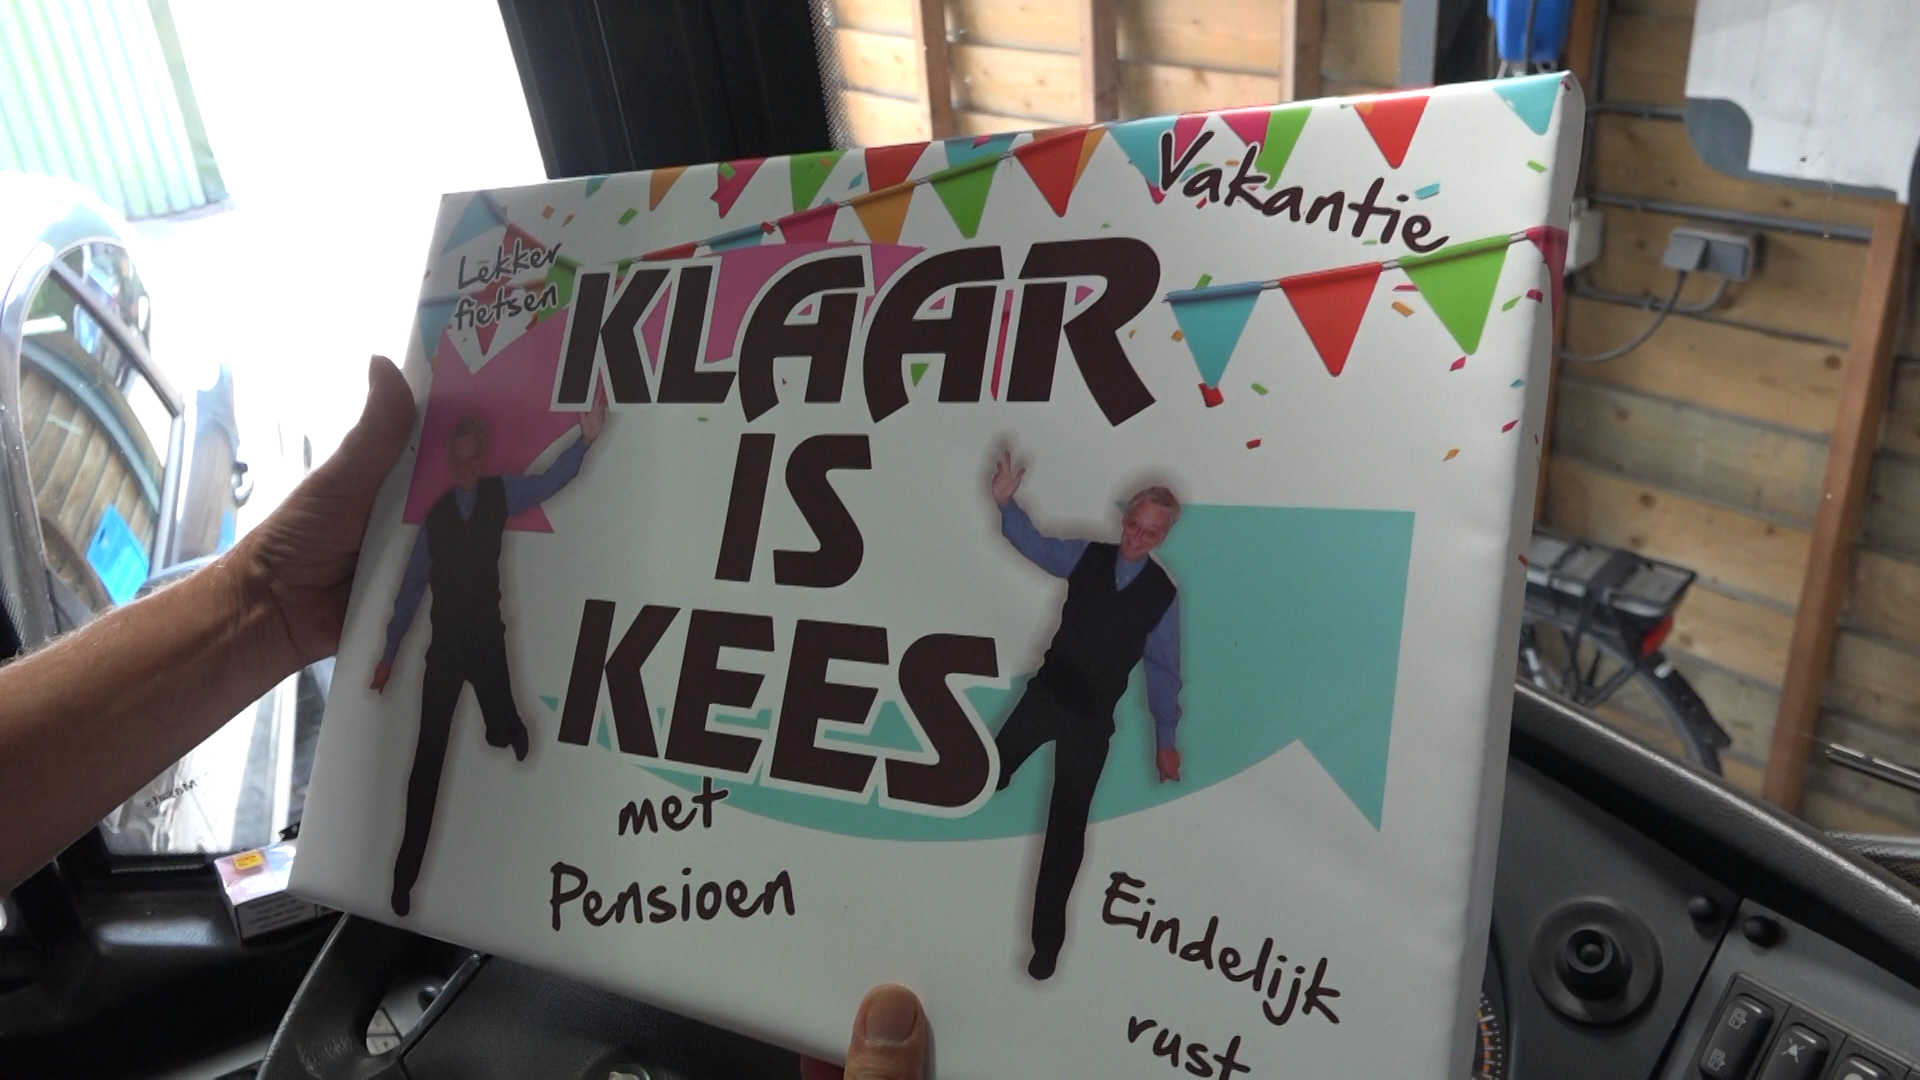 Vakantie
Lekker
fietsen
KLAAR
IS
KEES
met
Pensioen
Eindelijk
rust